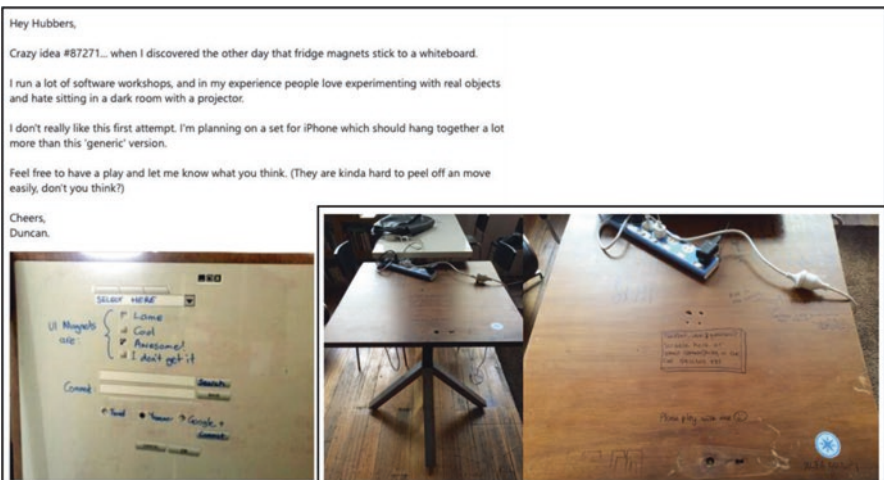 Hey Hubbers,
Crazy idea #87271... when I discovered the other day that fridge magnets stick to a whiteboard.
I run a lot of software workshops, and in my experience people love experimenting with real objects
and hate sitting in a dark room with a projector.
I don't really like this first attempt. I'm planning on a set for iPhone which should hang together a lot
more than this 'generic' version.
Feel free to have a play and let me know what you think. (They are kinda hard to peel off an move
easily, don't you think?)
Cheers,
Duncan.
SELECT HERE
UI Magnets
are:
Lame
Cool
Awesome!
I don't get it
Comment:
Search
Google +
Please play with me